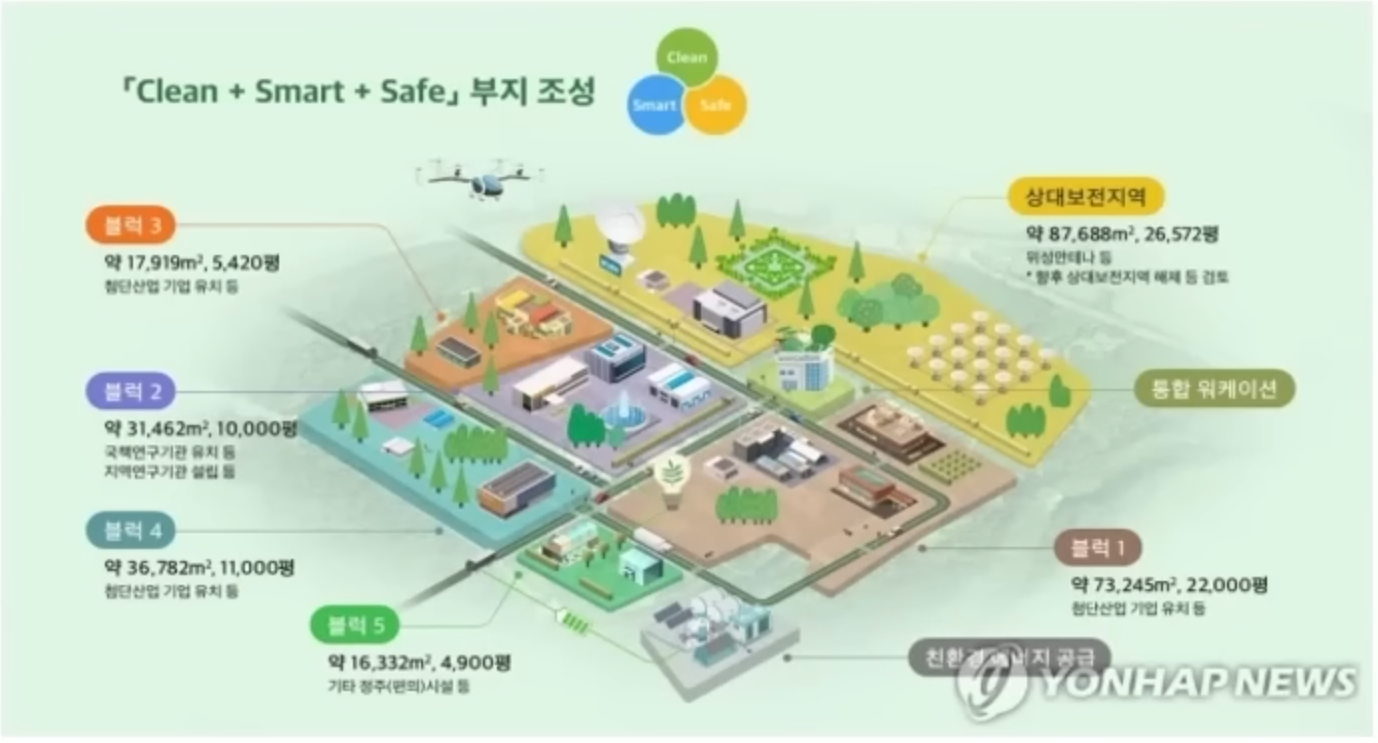 「Clean + Smart + Safe」 부지 조성
Clean
Smart
Safe
블럭 3
약 17,919m², 5,420평
첨단산업 기업 유치 등
상대보전지역
약 87,688m², 26,572평
위성안테나 등
* 향후 상대보전지역 해제 등 검토
블럭 2
약 31,462m², 10,000평
국책연구기관 유치 등
지역연구기관 설립 등
통합 워케이션
블럭 4
약 36,782m², 11,000평
첨단산업 기업 유치 등
블럭 1
약 73,245m², 22,000평
첨단산업 기업 유치 등
블럭 5
약 16,332m², 4,900평
기타 정주(편의)시설 등
친환경 에너지 공급
YONHAP NEWS